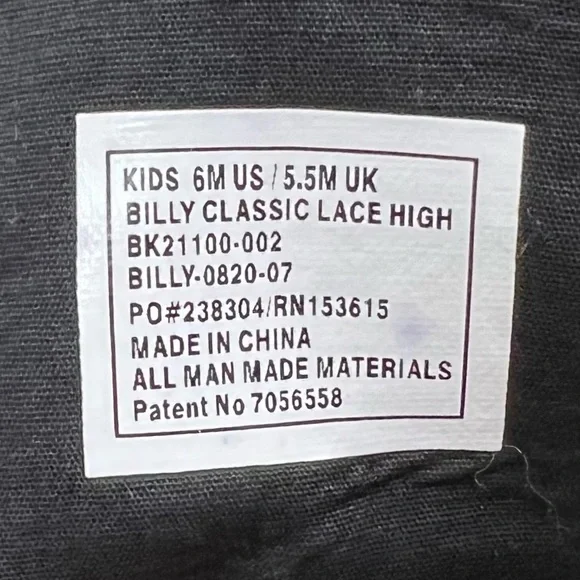 KIDS 6M US / 5.5M UK
BILLY CLASSIC LACE HIGH
BK21100-002
BILLY-0820-07
PO#238304/RN153615
MADE IN CHINA
ALL MAN MADE MATERIALS
Patent No 7056558